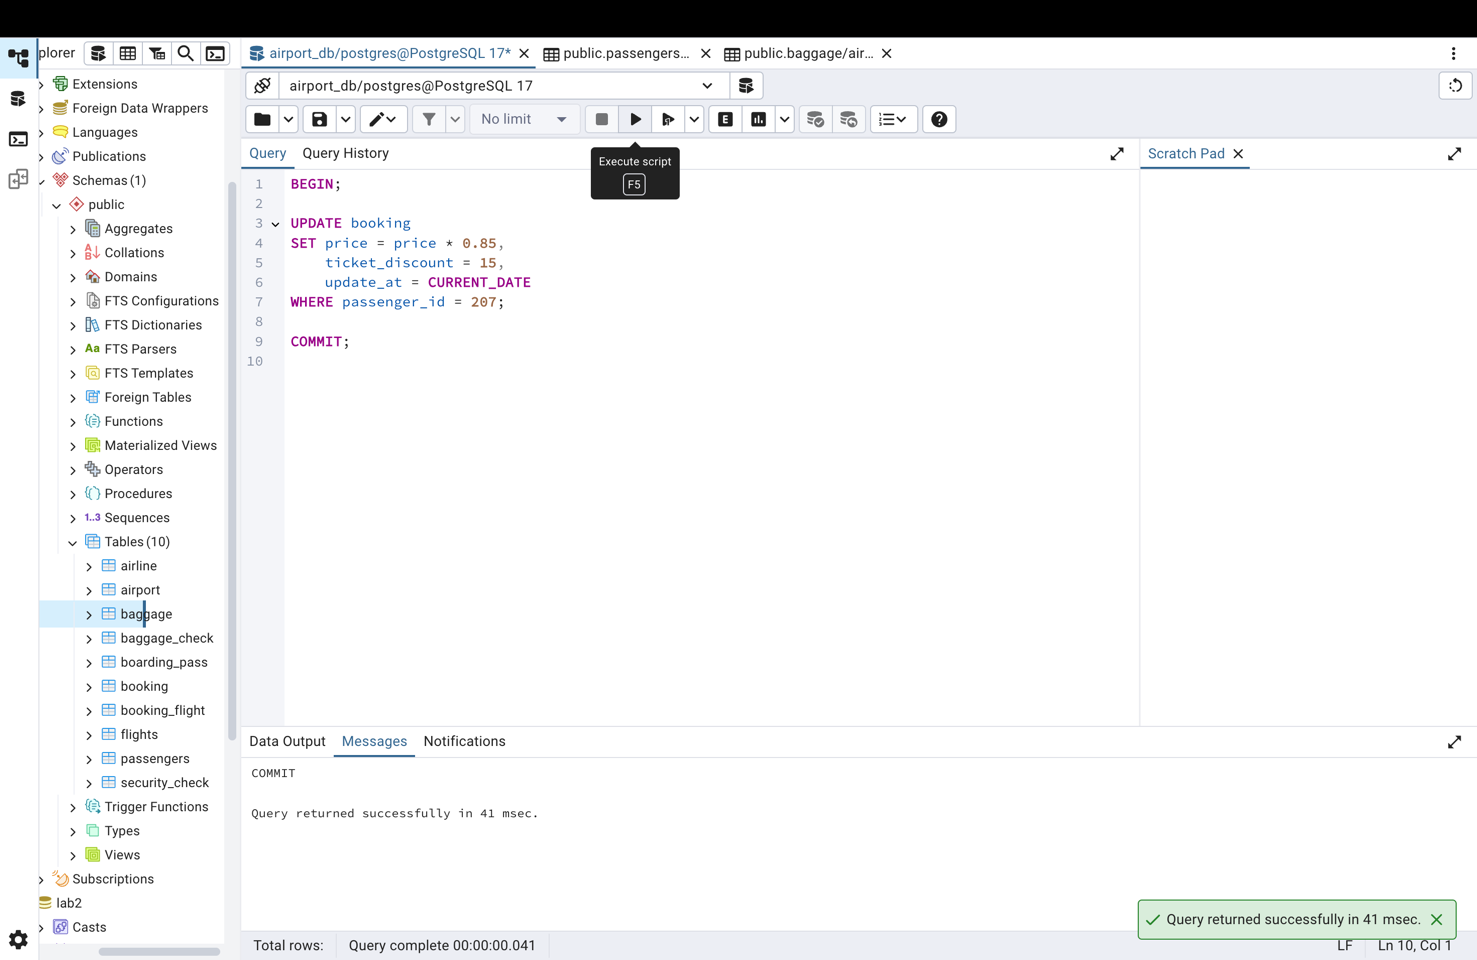 plorer
airport_db/postgres@PostgreSQL 17*
public.passengers...
public.baggage/air...
airport_db/postgres@PostgreSQL 17
No limit
E
Query
Query History
Execute script
F5
Scratch Pad
1 BEGIN;
2
3 UPDATE booking
4 SET price = price * 0.85,
5 ticket_discount = 15,
6 update_at = CURRENT_DATE
7 WHERE passenger_id = 207;
8
9 COMMIT;
10
Extensions
Foreign Data Wrappers
Languages
Publications
Schemas (1)
public
Aggregates
Collations
Domains
FTS Configurations
FTS Dictionaries
Aa FTS Parsers
FTS Templates
Foreign Tables
Functions
Materialized Views
Operators
Procedures
1..3 Sequences
Tables (10)
airline
airport
baggage
baggage_check
boarding_pass
booking
booking_flight
flights
passengers
security_check
Trigger Functions
Types
Views
Subscriptions
lab2
Casts
Data Output
Messages
Notifications
COMMIT
Query returned successfully in 41 msec.
Query returned successfully in 41 msec.
Total rows:
Query complete 00:00:00.041
LF
Ln 10, Col 1